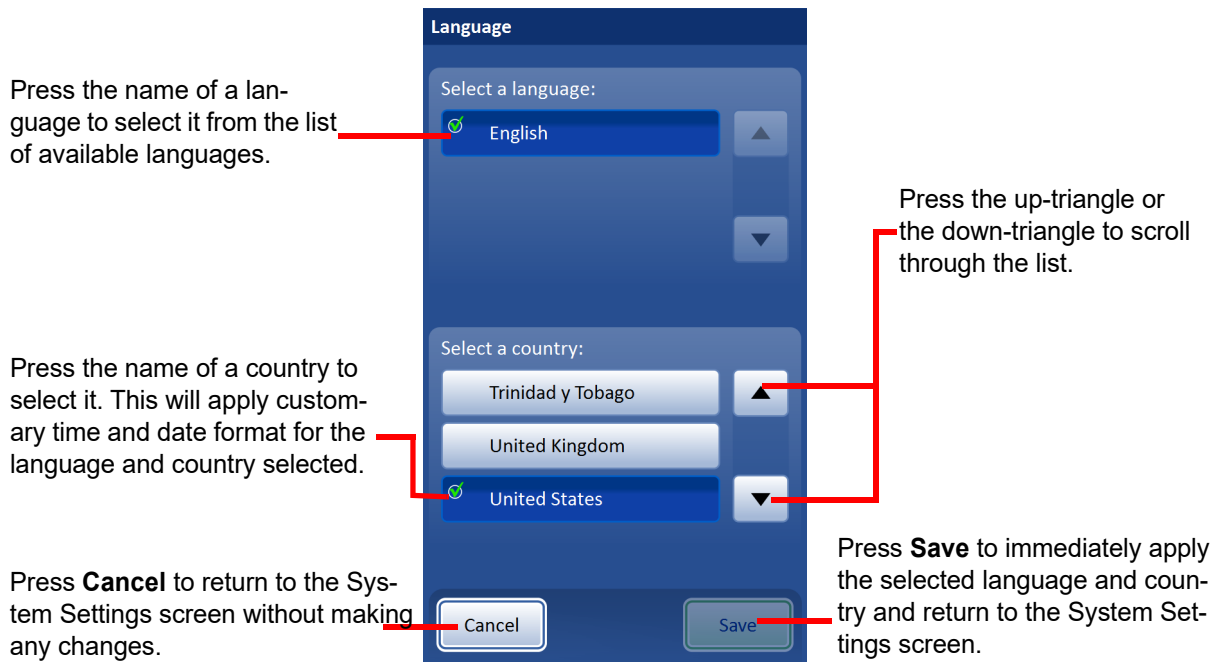 Language
Press the name of a lan-
guage to select it from the list
of available languages.
Select a language:
English
Press the up-triangle or
the down-triangle to scroll
through the list.
Press the name of a country to
select it. This will apply custom-
ary time and date format for the
language and country selected.
Select a country:
Trinidad y Tobago
United Kingdom
United States
Press Cancel to return to the Sys-
tem Settings screen without making
any changes.
Cancel
Save
Press Save to immediately apply
the selected language and coun-
try and return to the System Set-
tings screen.